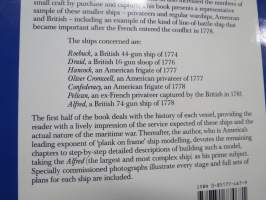 small craft by purchase and capture. This book presents a representative
sample of these smaller ships – privateers and regular warships, American
and British – including an example of the kind of line-of-battle ship that
became important after the French entered the conflict in 1778.
The ships concerned are:
Roebuck, a British 44-gun ship of 1774
Druid, a British 16-gun sloop of 1776
Hancock, an American frigate of 1777
Oliver Cromwell, an American privateer of 1777
Confederacy, an American frigate of 1778
Pelican, an ex-French privateer captured by the British in 1781
Alfred, a British 74-gun ship of 1778
The first half of the book deals with the history of each vessel, providing
the reader with a lively impression of the service expected of these ships and the
actual nature of the maritime war. Thereafter, the author, who is America's
leading exponent of 'plank on frame' ship modelling, devotes the remaining
chapters to step-by-step detailed descriptions of building such a model,
taking the Alfred (the largest and most complex ship) as his prime subject.
Specially commissioned photographs illustrate every stage and full sets of
plans for each ship are included.